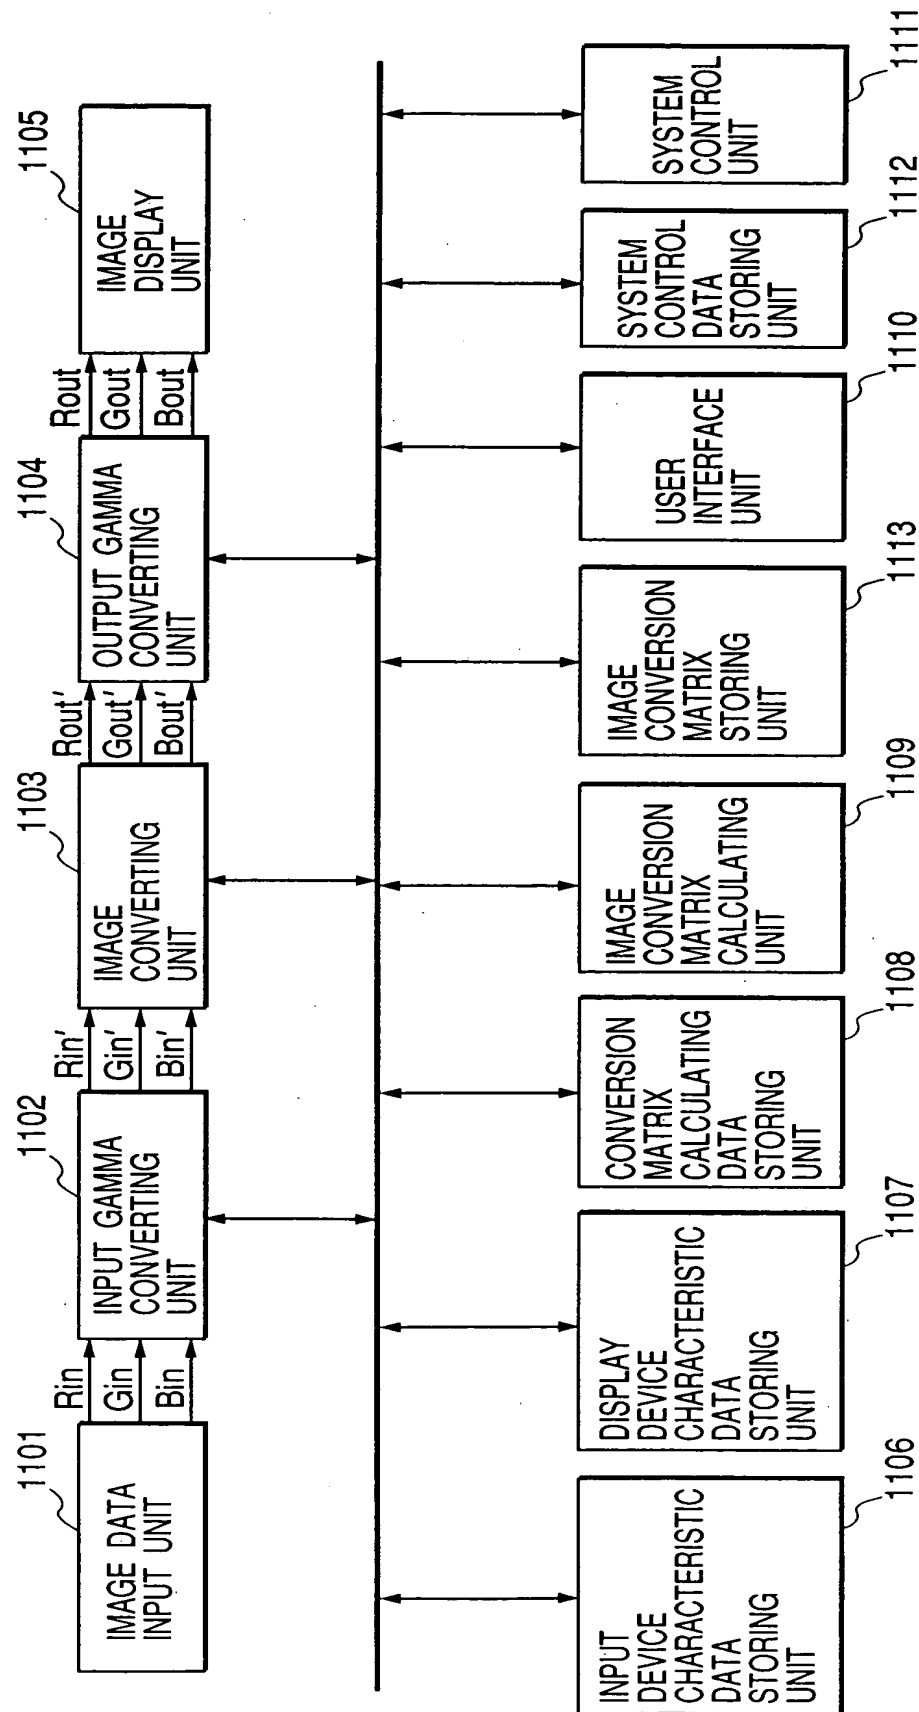 1101
IMAGE DATA
INPUT UNIT
Rin
Gin
Bin
1102
INPUT GAMMA
CONVERTING
UNIT
Rin'
Gin'
Bin'
1103
IMAGE
CONVERTING
UNIT
Rout'
Gout'
Bout'
1104
OUTPUT GAMMA
CONVERTING
UNIT
Rout
Gout
Bout
1105
IMAGE
DISPLAY
UNIT
INPUT
DEVICE
CHARACTERISTIC
DATA
STORING
UNIT
1106
DISPLAY
DEVICE
CHARACTERISTIC
DATA
STORING
UNIT
1107
CONVERSION
MATRIX
CALCULATING
DATA
STORING
UNIT
1108
IMAGE
CONVERSION
MATRIX
CALCULATING
UNIT
1109
IMAGE
CONVERSION
MATRIX
STORING
UNIT
1113
USER
INTERFACE
UNIT
1110
SYSTEM
CONTROL
DATA
STORING
UNIT
1112
SYSTEM
CONTROL
UNIT
1111